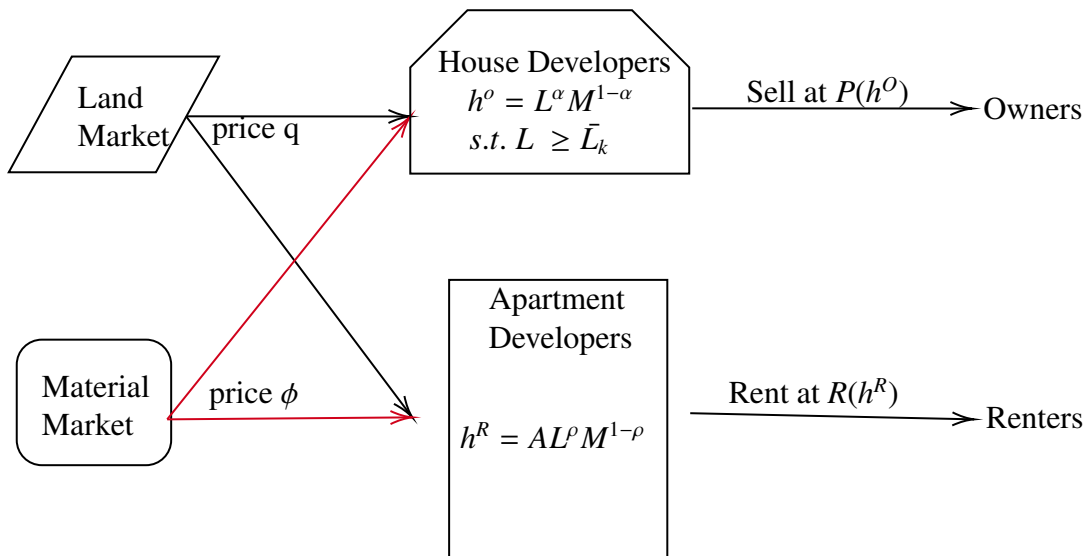 Land
Market
price q
House Developers
h^o = L^α M^{1−α}
s.t. L ≥ L̄_k
Sell at P(h^O)
Owners
Material
Market
price ϕ
Apartment
Developers
h^R = AL^ρ M^{1−ρ}
Rent at R(h^R)
Renters